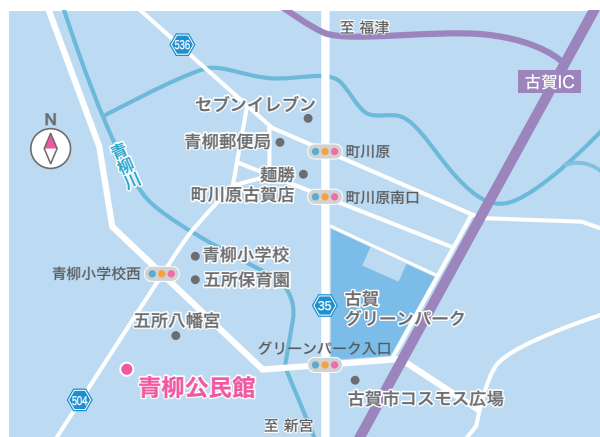 至 福津
536
古賀IC
セブンイレブン
N
青柳郵便局
町川原
青柳川
麺勝
町川原古賀店
町川原南口
青柳小学校
青柳小学校西
五所保育園
35
古賀
グリーンパーク
五所八幡宮
グリーンパーク入口
青柳公民館
504
古賀市コスモス広場
至 新宮